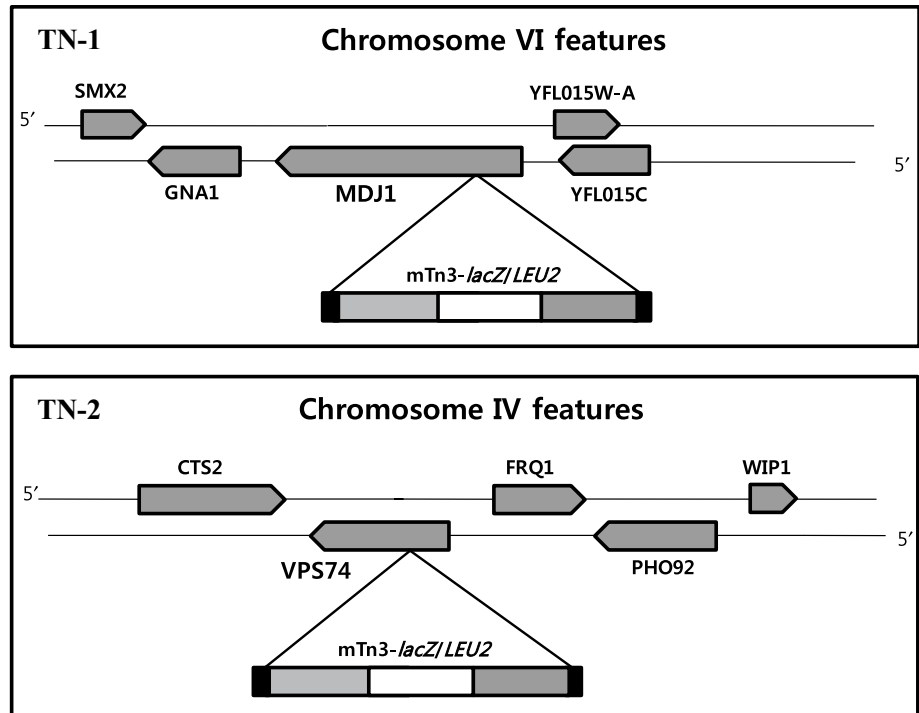 TN-1
Chromosome VI features
SMX2
YFL015W-A
5′
5′
GNA1
MDJ1
YFL015C
mTn3-lacZ/LEU2
TN-2
Chromosome IV features
CTS2
FRQ1
WIP1
5′
5′
VPS74
PHO92
mTn3-lacZ/LEU2